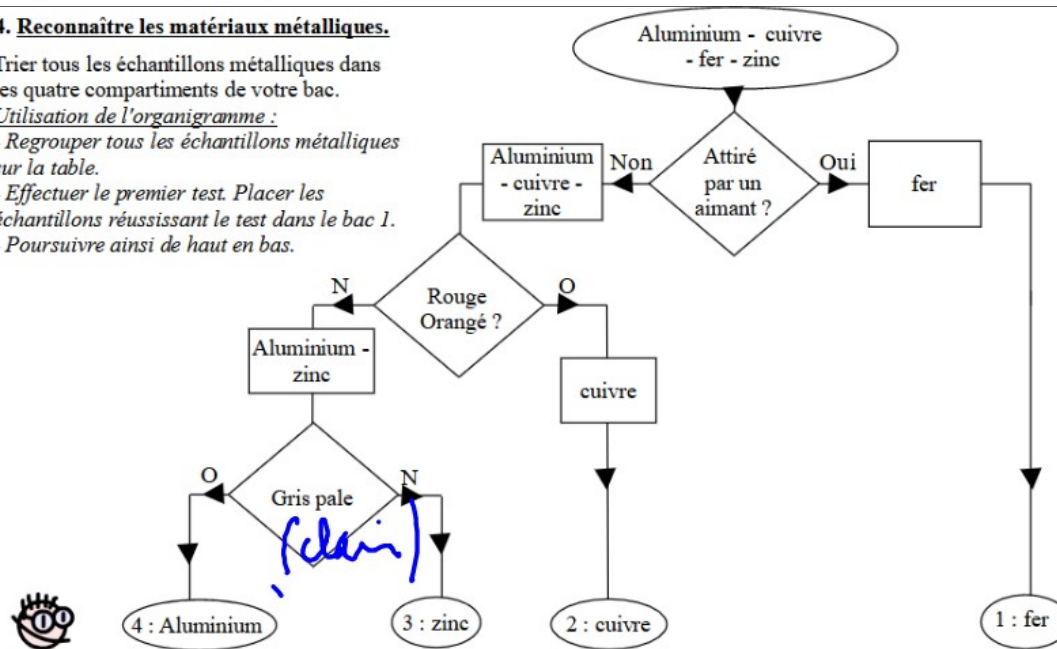 4. Reconnaître les matériaux métalliques.
Trier tous les échantillons métalliques dans
les quatre compartiments de votre bac.
Utilisation de l'organigramme :
- Regrouper tous les échantillons métalliques
sur la table.
- Effectuer le premier test. Placer les
échantillons réussissant le test dans le bac 1.
- Poursuivre ainsi de haut en bas.
Aluminium - cuivre
- fer - zinc
Attiré
par un
aimant ?
Non
Oui
Aluminium
- cuivre -
zinc
fer
Rouge
Orangé ?
N
O
Aluminium -
zinc
cuivre
Gris pale
(clair)
O
N
4 : Aluminium
3 : zinc
2 : cuivre
1 : fer